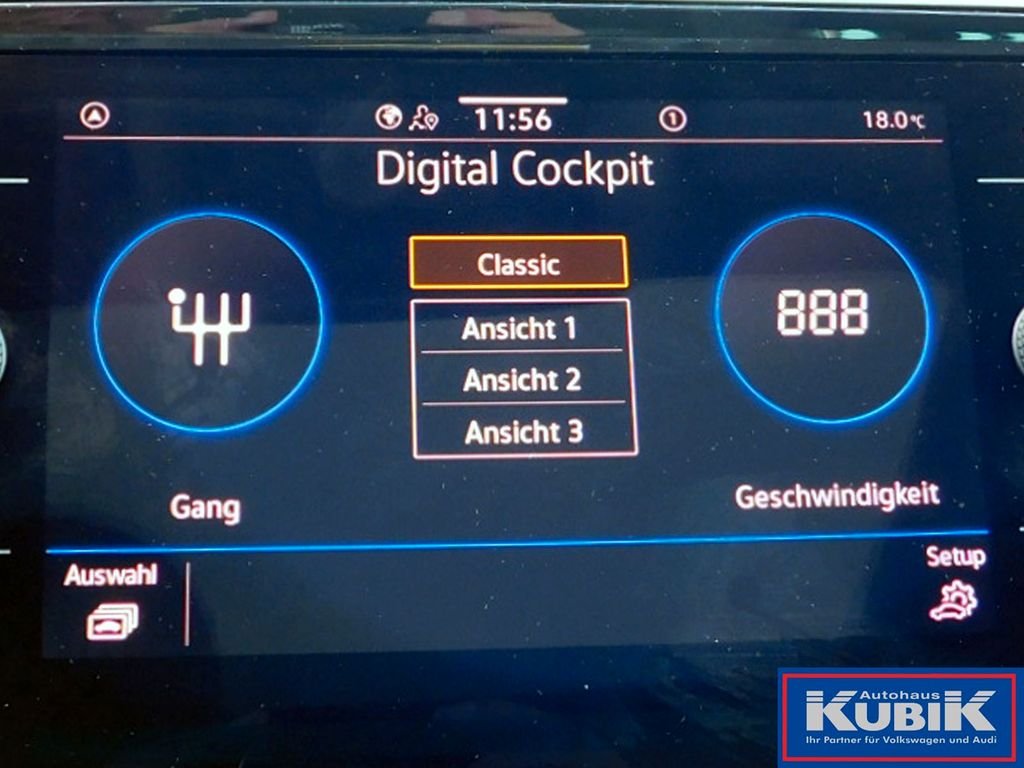 11:56
1
18.0°C
Digital Cockpit
Classic
Ansicht 1
Ansicht 2
Ansicht 3
888
Gang
Geschwindigkeit
Auswahl
Setup
Autohaus
KUBIK
Ihr Partner für Volkswagen und Audi